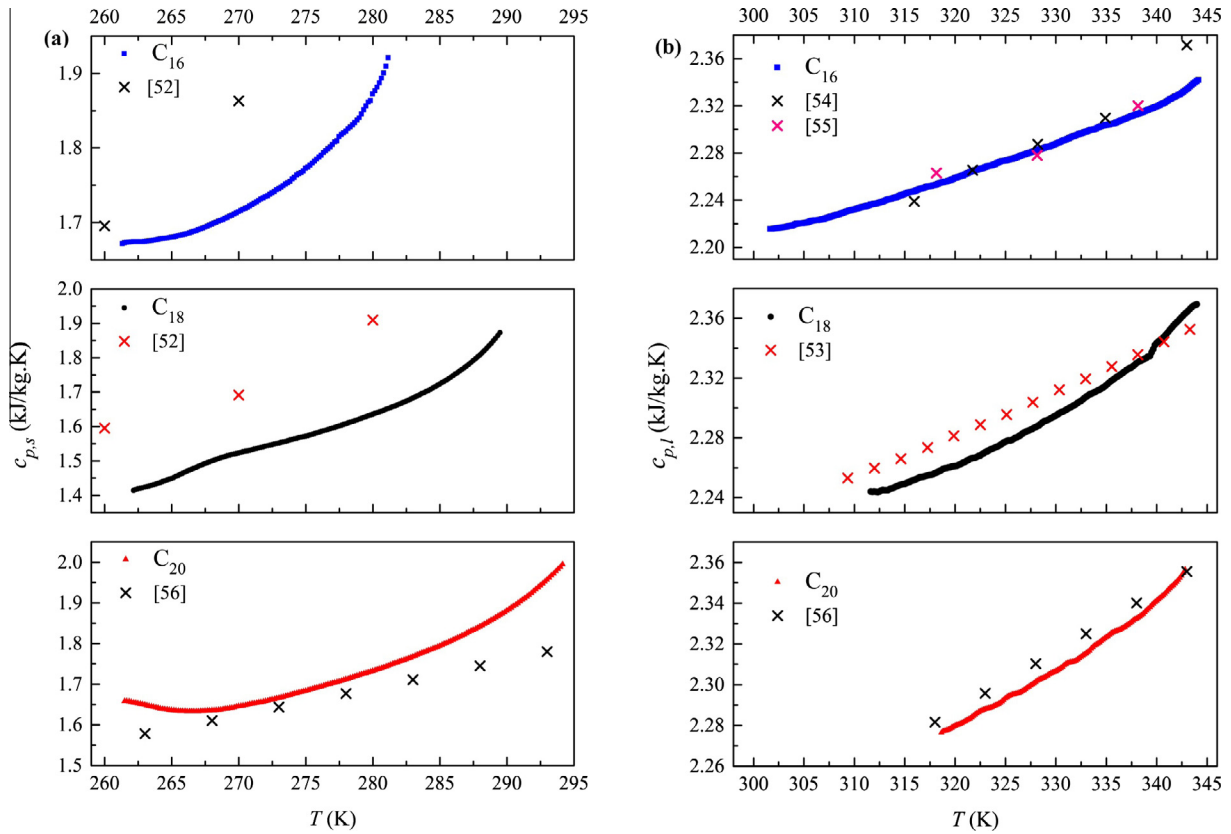 260 265 270 275 280 285 290 295
(a)
C16
[52]
1.9
1.8
1.7
1.6
C18
[52]
2.0
1.9
1.8
1.7
1.6
1.5
1.4
cp,s (kJ/kg.K)
C20
[56]
2.0
1.9
1.8
1.7
1.6
1.5
260 265 270 275 280 285 290 295
T (K)
300 305 310 315 320 325 330 335 340 345
(b)
C16
[54]
[55]
2.36
2.32
2.28
2.24
2.20
C18
[53]
2.36
2.32
2.28
2.24
cp,l (kJ/kg.K)
C20
[56]
2.36
2.34
2.32
2.30
2.28
2.26
300 305 310 315 320 325 330 335 340 345
T (K)